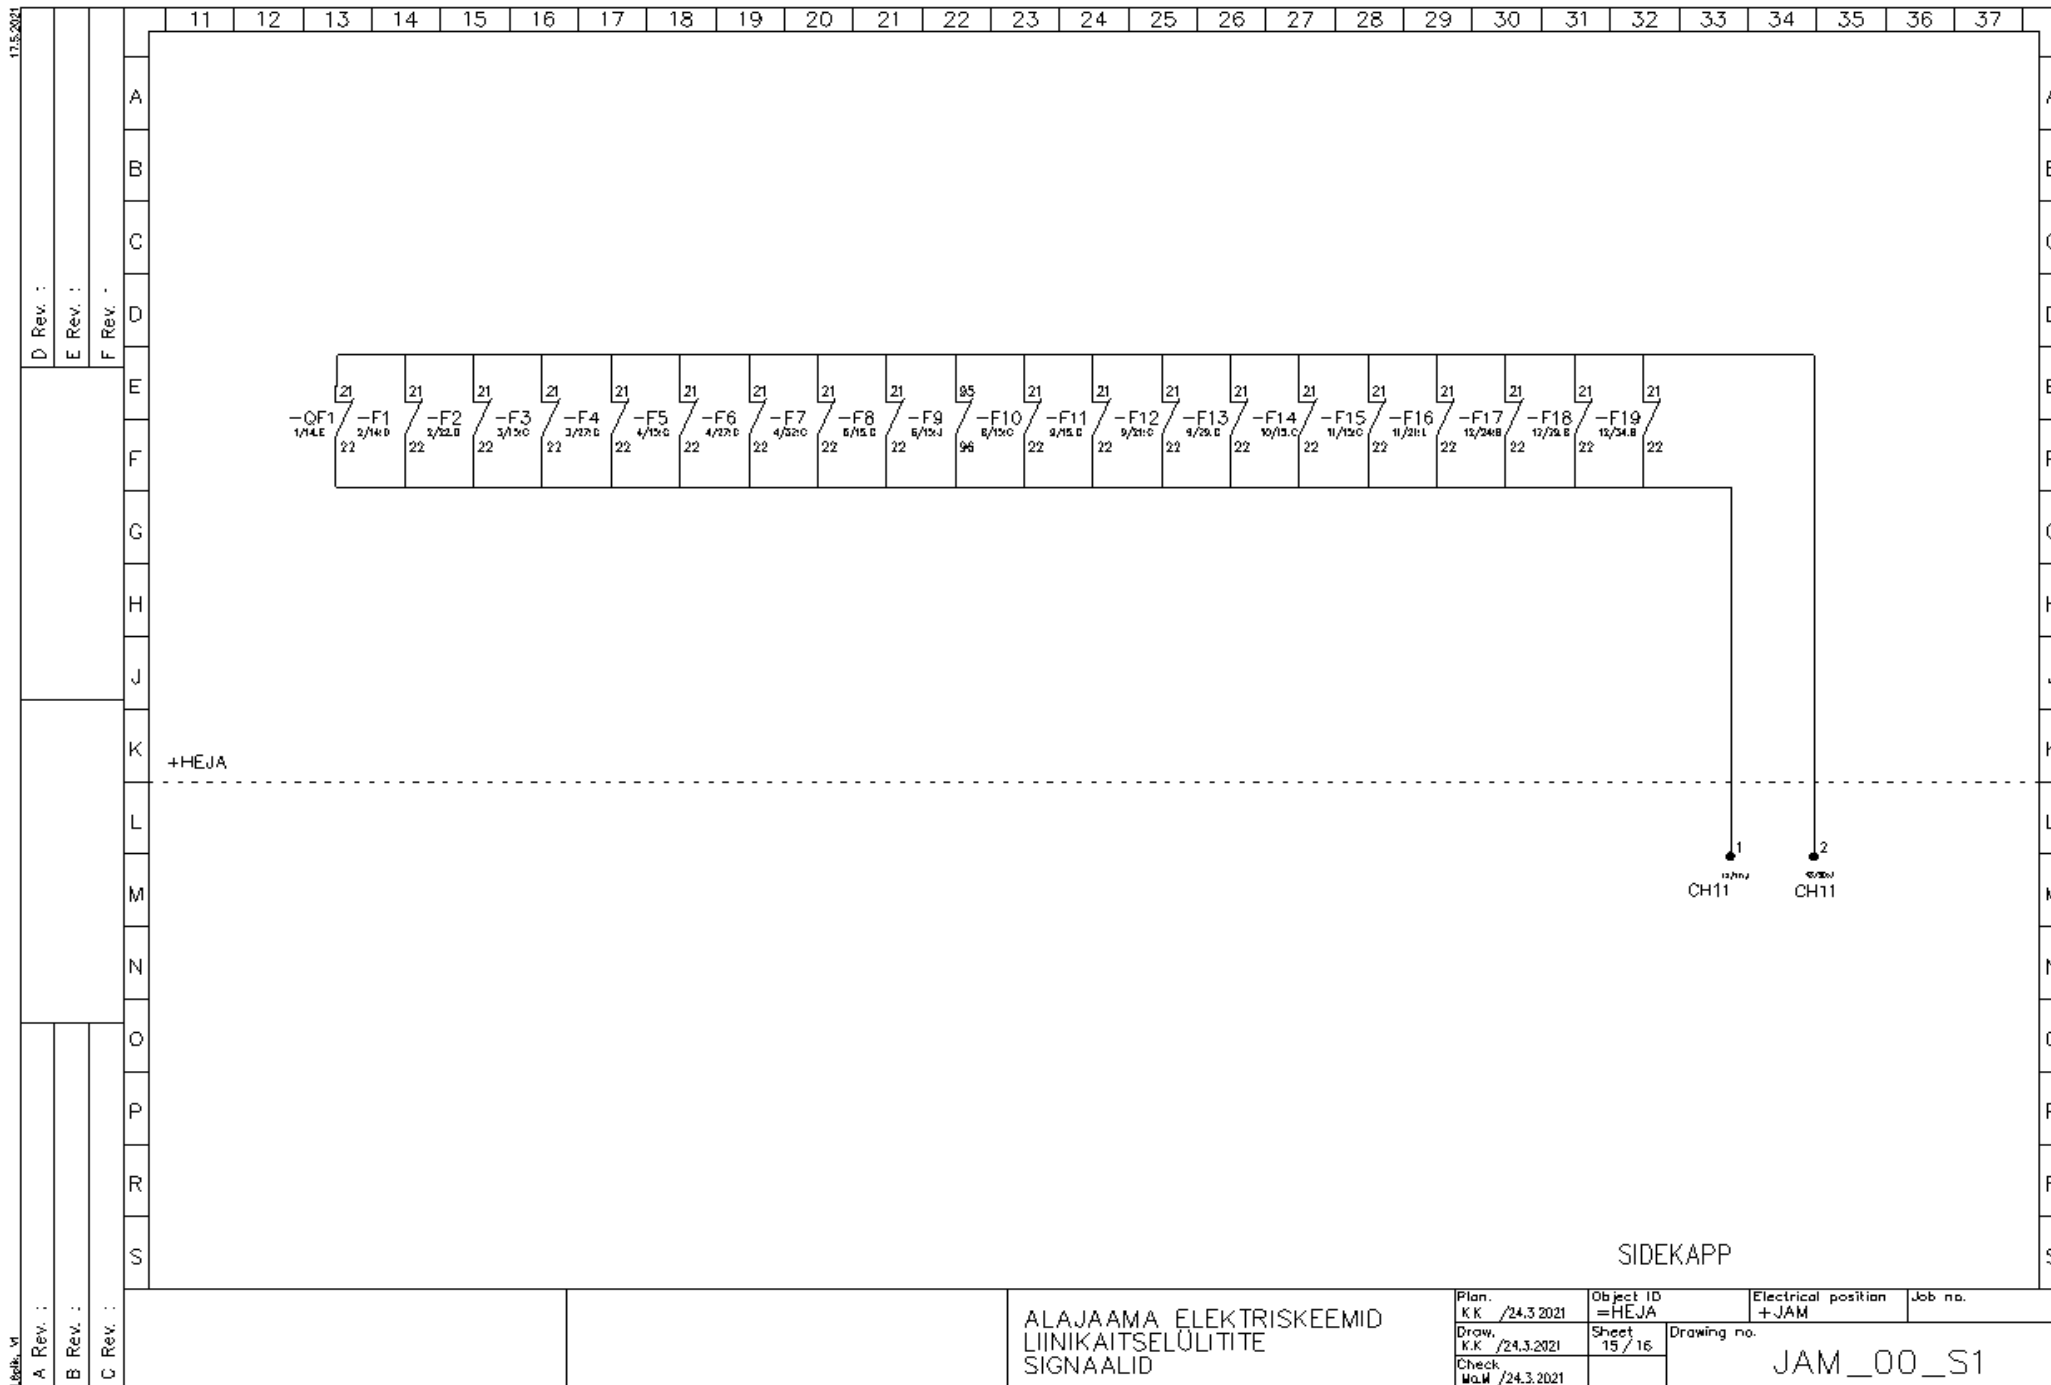 17.5.2021
11 12 13 14 15 16 17 18 19 20 21 22 23 24 25 26 27 28 29 30 31 32 33 34 35 36 37
A
B
C
D
E
F
G
H
J
K
L
M
N
O
P
R
S
D Rev. :
E Rev. :
F Rev. :
21 21 21 21 21 21 21 21 21 95 21 21 21 21 21 21 21 21 21 21
-QF1 -F1 -F2 -F3 -F4 -F5 -F6 -F7 -F8 -F9 -F10 -F11 -F12 -F13 -F14 -F15 -F16 -F17 -F18 -F19
22 22 22 22 22 22 22 22 22 96 22 22 22 22 22 22 22 22 22 22
+HEJA
1 2
CH11 CH11
SIDEKAPP
A Rev. :
B Rev. :
C Rev. :
ALAJAAMA ELEKTRISKEEMID
LIINIKAITSELÜLITITE
SIGNAALID
Plan.
K.K /24.3.2021
Draw.
K.K /24.3.2021
Check
Ma.M /24.3.2021
Object ID
=HEJA
Sheet
15/16
Electrical position
+JAM
Job no.
Drawing no.
JAM_00_S1